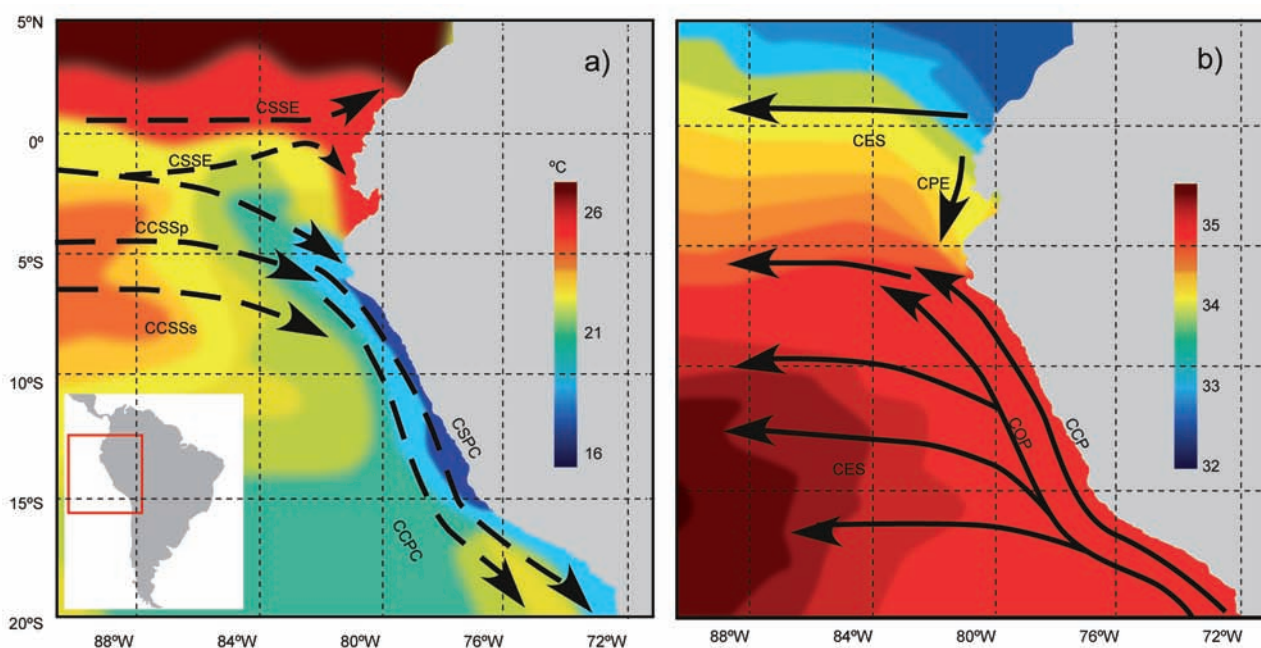 5ºN
0º
5ºS
10ºS
15ºS
20ºS
88ºW
84ºW
80ºW
76ºW
72ºW
a)
CSSE
CSSE
CCSSp
CCSSs
CSPC
CCPC
ºC
26
21
16
b)
CES
CPE
COP
CCP
CES
35
34
33
32
88ºW
84ºW
80ºW
76ºW
72ºW